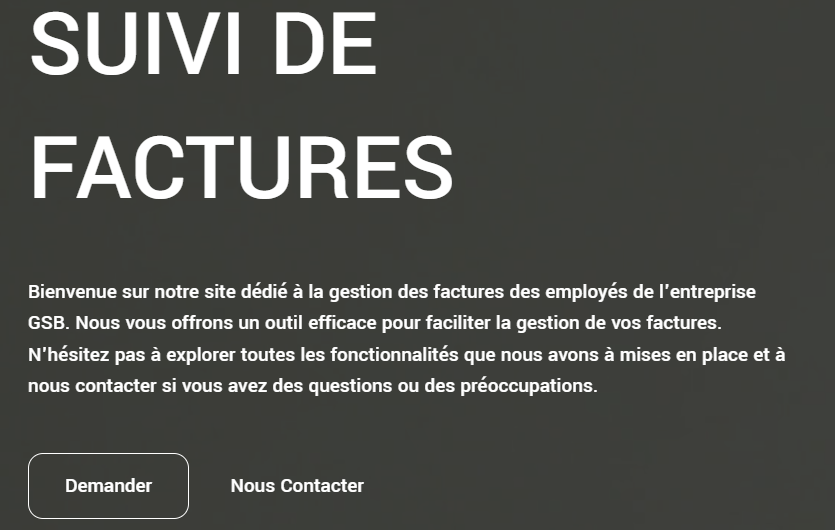 SUIVI DE
FACTURES
Bienvenue sur notre site dédié à la gestion des factures des employés de l'entreprise
GSB. Nous vous offrons un outil efficace pour faciliter la gestion de vos factures.
N'hésitez pas à explorer toutes les fonctionnalités que nous avons à mises en place et à
nous contacter si vous avez des questions ou des préoccupations.
Demander
Nous Contacter